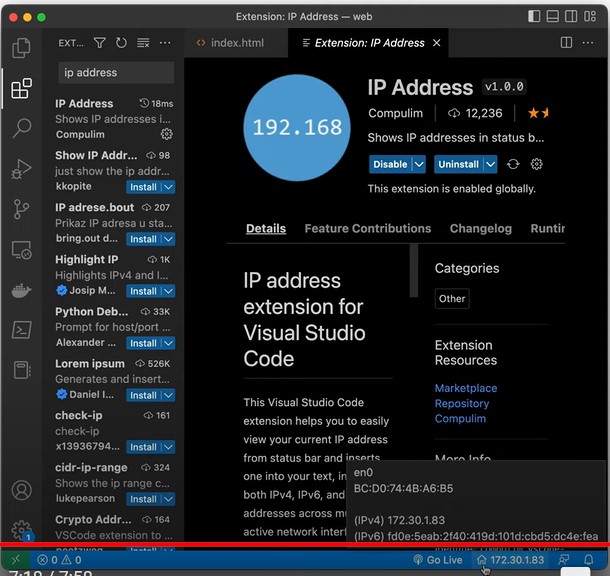 Extension: IP Address — web
EXT...
index.html
Extension: IP Address
ip address
IP Address 18ms
Shows IP addresses i...
Compulim
Show IP Addr... 98
just show the ip addr...
kkopite Install
IP adrese.bout 207
Prikaz IP adresa u sta...
bring.out d... Install
Highlight IP 1K
Highlights IPv4 and I...
Josip M... Install
Python Deb... 33K
Prompt for host/port ...
Alexander ... Install
Lorem ipsum 526K
Generates and insert...
Daniel I... Install
check-ip 161
check-ip
x13936794... Install
cidr-ip-range 324
Shows the ip range c...
lukepearson Install
Crypto Addr... 164
VSCode extension to ...
Install
192.168
IP Address v1.0.0
Compulim 12,236
Shows IP addresses in status b...
Disable Uninstall
This extension is enabled globally.
Details Feature Contributions Changelog Runtir
IP address
extension for
Visual Studio
Code
This Visual Studio Code
extension helps you to easily
view your current IP address
from status bar and inserts
one into your text, in
both IPv4, IPv6, and
addresses across mu
active network interf
Categories
Other
Extension
Resources
Marketplace
Repository
Compulim
More Info
en0
BC:D0:74:4B:A6:B5
(IPv4) 172.30.1.83
(IPv6) fd0e:5eab:2f40:419d:101d:cbd5:dc4e:fea
1
0 0
Go Live
172.30.1.83
7:19 / 7:59